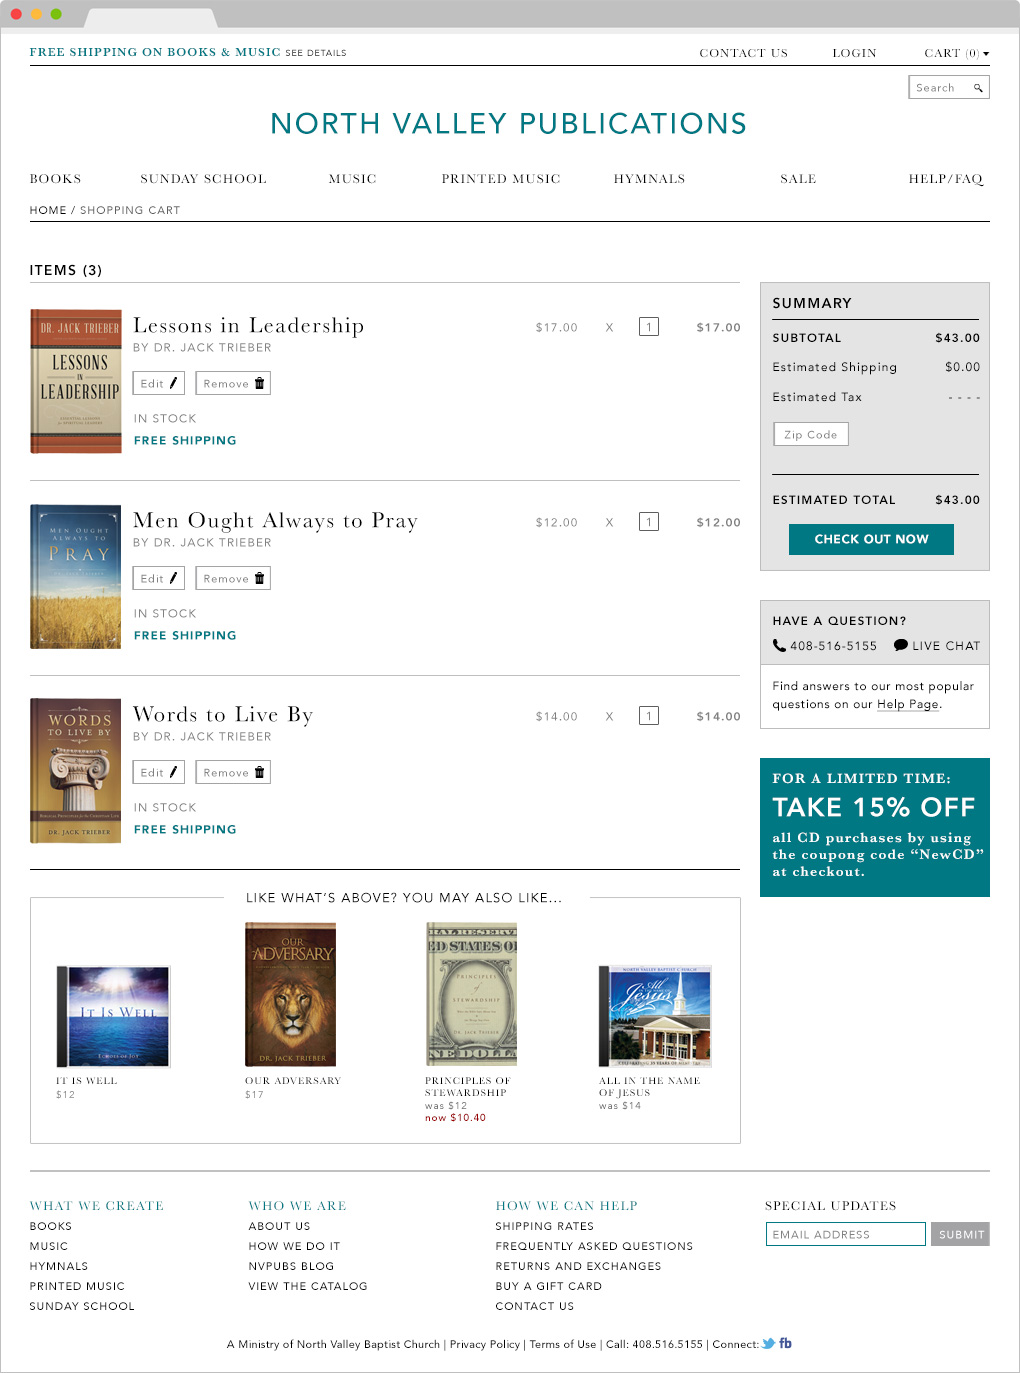 FREE SHIPPING ON BOOKS & MUSIC SEE DETAILS
CONTACT US LOGIN CART (0)
Search
NORTH VALLEY PUBLICATIONS
BOOKS SUNDAY SCHOOL MUSIC PRINTED MUSIC HYMNALS SALE HELP/FAQ
HOME / SHOPPING CART
ITEMS (3)
DR. JACK TRIEBER
LESSONS
IN
LEADERSHIP
Lessons in Leadership
BY DR. JACK TRIEBER
$17.00 X 1 $17.00
Edit Remove
IN STOCK
FREE SHIPPING
MEN OUGHT
ALWAYS TO
PRAY
Men Ought Always to Pray
BY DR. JACK TRIEBER
$12.00 X 1 $12.00
Edit Remove
IN STOCK
FREE SHIPPING
WORDS
TO LIVE BY
DR. JACK TRIEBER
Words to Live By
BY DR. JACK TRIEBER
$14.00 X 1 $14.00
Edit Remove
IN STOCK
FREE SHIPPING
SUMMARY
SUBTOTAL $43.00
Estimated Shipping $0.00
Estimated Tax - - - -
Zip Code
ESTIMATED TOTAL $43.00
CHECK OUT NOW
HAVE A QUESTION?
408-516-5155 LIVE CHAT
Find answers to our most popular
questions on our Help Page.
FOR A LIMITED TIME:
TAKE 15% OFF
all CD purchases by using
the coupong code “NewCD”
at checkout.
LIKE WHAT’S ABOVE? YOU MAY ALSO LIKE...
IT IS WELL
ECHOES OF JOY
IT IS WELL
$12
OUR
ADVERSARY
DR. JACK TRIEBER
OUR ADVERSARY
$17
PRINCIPLES
OF
STEWARDSHIP
DR. JACK TRIEBER
PRINCIPLES OF
STEWARDSHIP
was $12
now $10.40
NORTH VALLEY BAPTIST CHURCH
All
Jesus
ALL IN THE NAME
OF JESUS
was $14
WHAT WE CREATE
BOOKS
MUSIC
HYMNALS
PRINTED MUSIC
SUNDAY SCHOOL
WHO WE ARE
ABOUT US
HOW WE DO IT
NVPUBS BLOG
VIEW THE CATALOG
HOW WE CAN HELP
SHIPPING RATES
FREQUENTLY ASKED QUESTIONS
RETURNS AND EXCHANGES
BUY A GIFT CARD
CONTACT US
SPECIAL UPDATES
EMAIL ADDRESS SUBMIT
A Ministry of North Valley Baptist Church | Privacy Policy | Terms of Use | Call: 408.516.5155 | Connect: fb